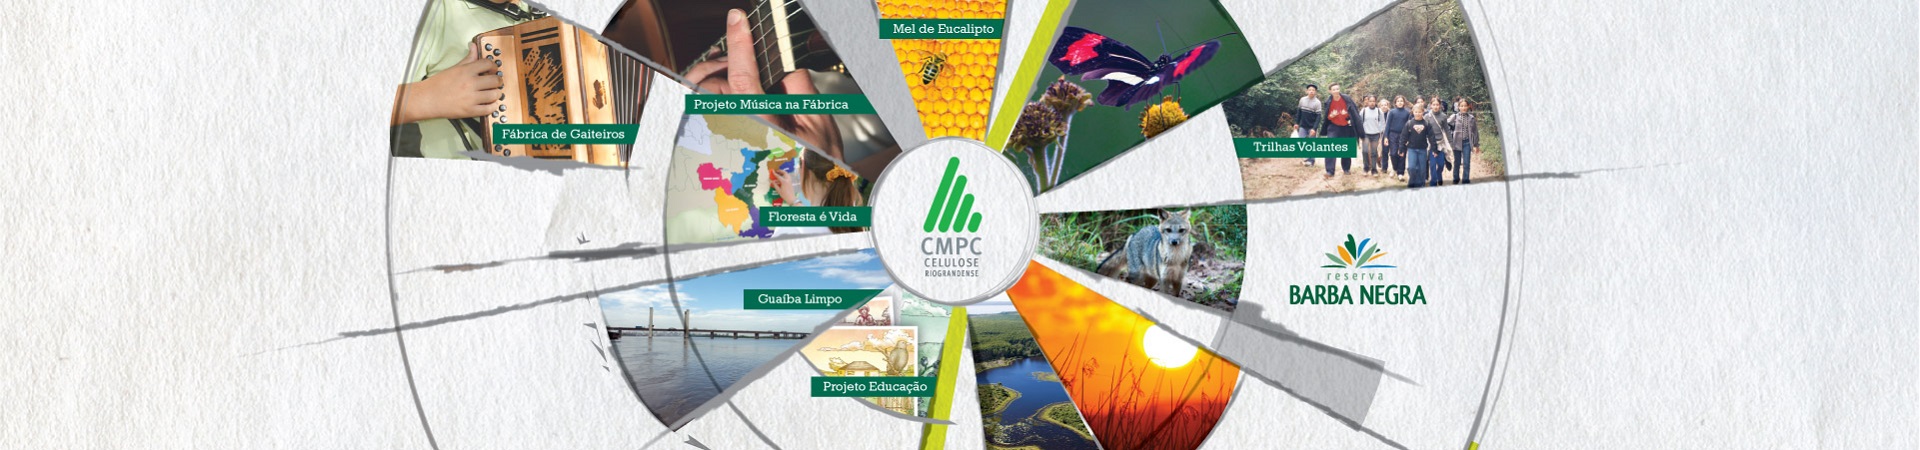 Mel de Eucalipto
Projeto Música na Fábrica
Fábrica de Gaiteiros
Trilhas Volantes
Floresta é Vida
CMPC
CELULOSE
RIOGRANDENSE
reserva
BARBA NEGRA
Guaíba Limpo
Projeto Educação